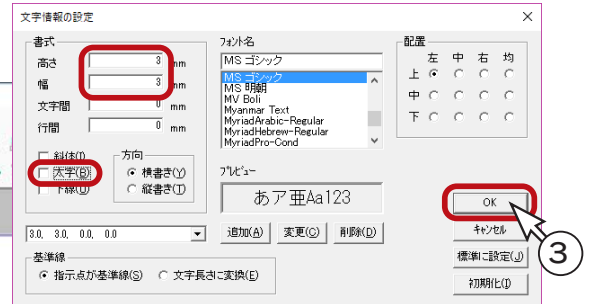 文字情報の設定
書式
高さ 3 mm
幅 3 mm
文字間 0 mm
行間 0 mm
斜体(I)
太字(B)
下線(U)
方向
横書き(Y)
縦書き(T)
3.0, 3.0, 0.0, 0.0
基準線
指示点が基準線(S) 文字長さに変換(E)
フォント名
MS ゴシック
MS ゴシック
MS 明朝
MV Boli
Myanmar Text
MyriadArabic-Regular
MyriadHebrew-Regular
MyriadPro-Cond
プレビュー
あア亜Aa123
追加(A) 変更(C) 削除(D)
配置
左 中 右 均
上
中
下
OK
キャンセル
標準に設定(J)
初期化(I)
3